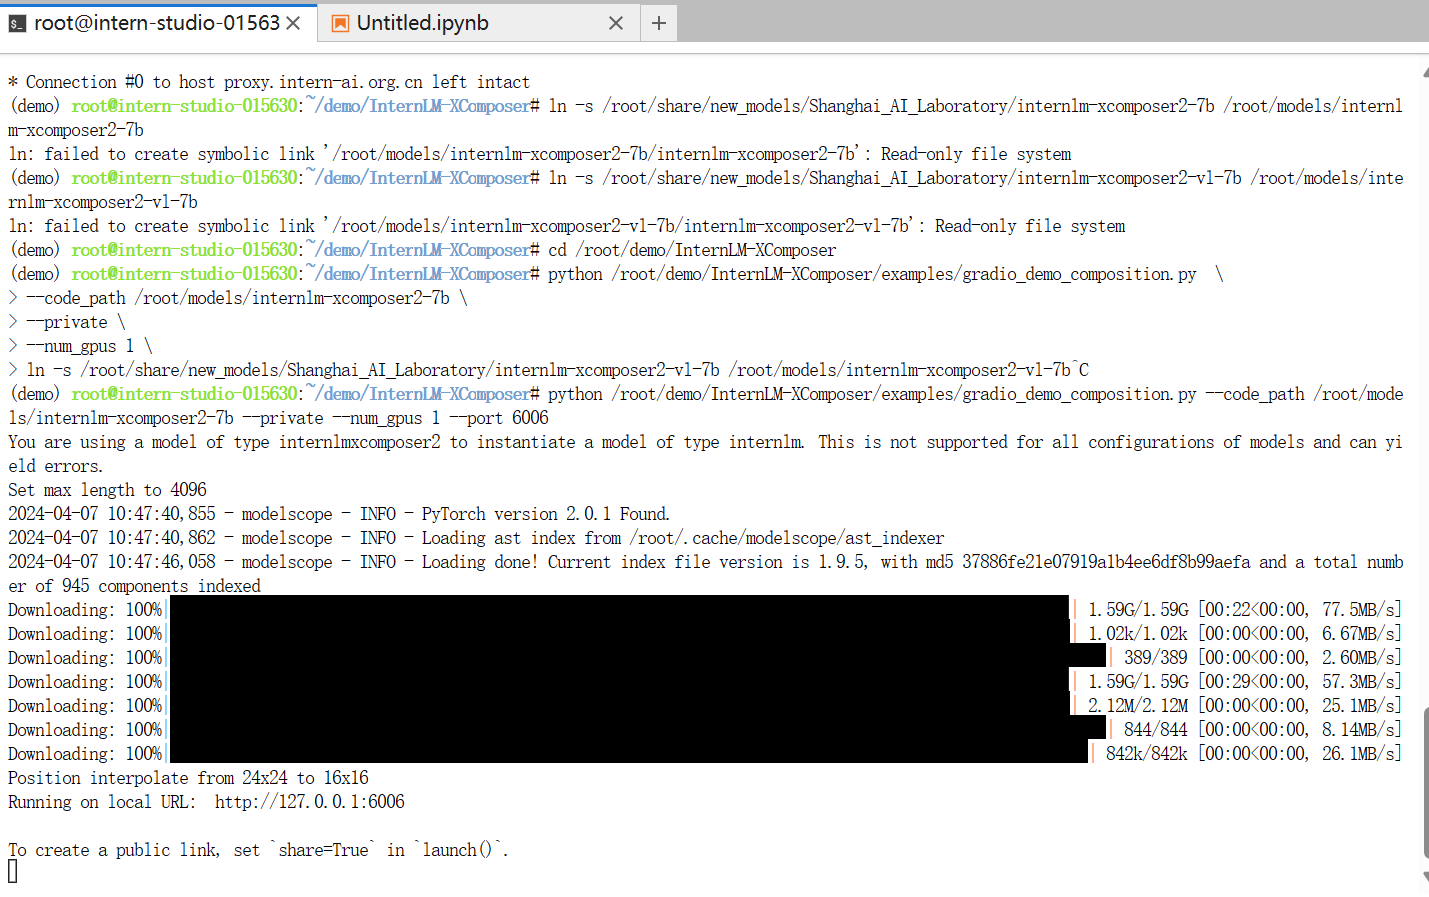 root@intern-studio-01563
Untitled.ipynb
* Connection #0 to host proxy.intern-ai.org.cn left intact
(demo) root@intern-studio-015630:~/demo/InternLM-XComposer# ln -s /root/share/new_models/Shanghai_AI_Laboratory/internlm-xcomposer2-7b /root/models/internl
m-xcomposer2-7b
ln: failed to create symbolic link '/root/models/internlm-xcomposer2-7b/internlm-xcomposer2-7b': Read-only file system
(demo) root@intern-studio-015630:~/demo/InternLM-XComposer# ln -s /root/share/new_models/Shanghai_AI_Laboratory/internlm-xcomposer2-vl-7b /root/models/inte
rnlm-xcomposer2-vl-7b
ln: failed to create symbolic link '/root/models/internlm-xcomposer2-vl-7b/internlm-xcomposer2-vl-7b': Read-only file system
(demo) root@intern-studio-015630:~/demo/InternLM-XComposer# cd /root/demo/InternLM-XComposer
(demo) root@intern-studio-015630:~/demo/InternLM-XComposer# python /root/demo/InternLM-XComposer/examples/gradio_demo_composition.py  \
> --code_path /root/models/internlm-xcomposer2-7b \
> --private \
> --num_gpus 1 \
> ln -s /root/share/new_models/Shanghai_AI_Laboratory/internlm-xcomposer2-vl-7b /root/models/internlm-xcomposer2-vl-7b^C
(demo) root@intern-studio-015630:~/demo/InternLM-XComposer# python /root/demo/InternLM-XComposer/examples/gradio_demo_composition.py --code_path /root/mode
ls/internlm-xcomposer2-7b --private --num_gpus 1 --port 6006
You are using a model of type internlmxcomposer2 to instantiate a model of type internlm. This is not supported for all configurations of models and can yi
eld errors.
Set max length to 4096
2024-04-07 10:47:40,855 - modelscope - INFO - PyTorch version 2.0.1 Found.
2024-04-07 10:47:40,862 - modelscope - INFO - Loading ast index from /root/.cache/modelscope/ast_indexer
2024-04-07 10:47:46,058 - modelscope - INFO - Loading done! Current index file version is 1.9.5, with md5 37886fe21e07919a1b4ee6df8b99aefa and a total numb
er of 945 components indexed
Downloading: 100%| | 1.59G/1.59G [00:22<00:00, 77.5MB/s]
Downloading: 100%| | 1.02k/1.02k [00:00<00:00, 6.67MB/s]
Downloading: 100%| | 389/389 [00:00<00:00, 2.60MB/s]
Downloading: 100%| | 1.59G/1.59G [00:29<00:00, 57.3MB/s]
Downloading: 100%| | 2.12M/2.12M [00:00<00:00, 25.1MB/s]
Downloading: 100%| | 844/844 [00:00<00:00, 8.14MB/s]
Downloading: 100%| | 842k/842k [00:00<00:00, 26.1MB/s]
Position interpolate from 24x24 to 16x16
Running on local URL:  http://127.0.0.1:6006
To create a public link, set `share=True` in `launch()`.